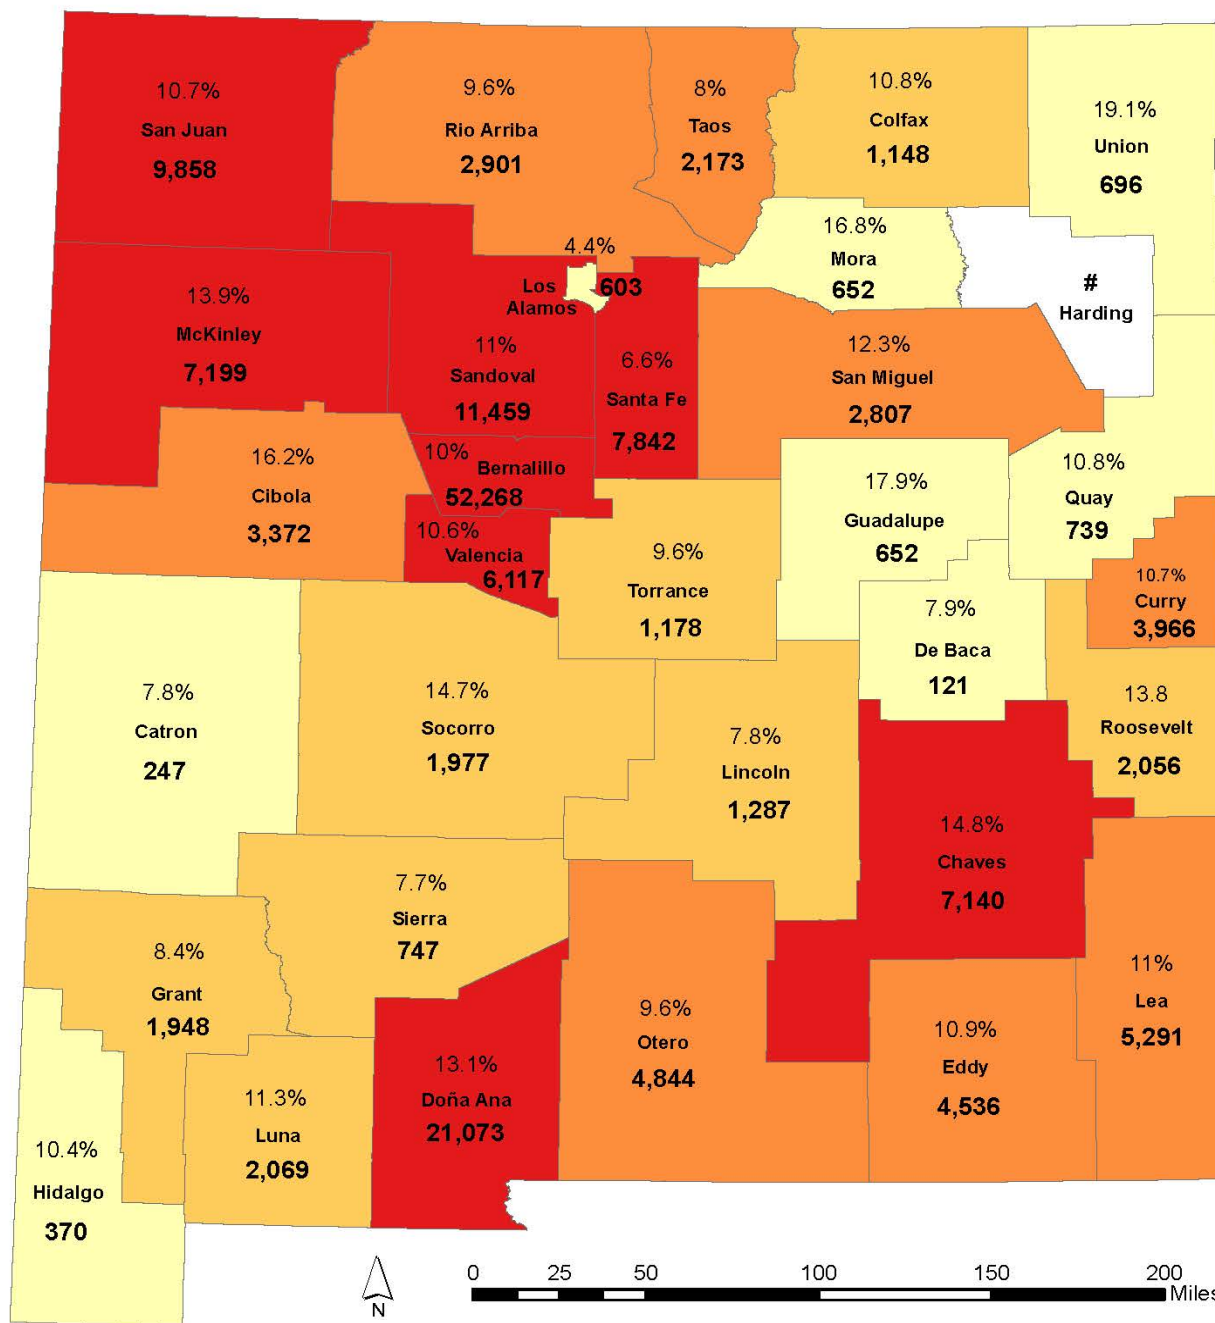 10.7%
San Juan
9,858
9.6%
Rio Arriba
2,901
8%
Taos
2,173
10.8%
Colfax
1,148
19.1%
Union
696
16.8%
Mora
652
#
Harding
4.4%
Los
Alamos
603
13.9%
McKinley
7,199
11%
Sandoval
11,459
6.6%
Santa Fe
7,842
12.3%
San Miguel
2,807
16.2%
Cibola
3,372
10%
Bernalillo
52,268
10.6%
Valencia
6,117
17.9%
Guadalupe
652
10.8%
Quay
739
9.6%
Torrance
1,178
7.9%
De Baca
121
10.7%
Curry
3,966
13.8
Roosevelt
2,056
7.8%
Catron
247
14.7%
Socorro
1,977
7.8%
Lincoln
1,287
14.8%
Chaves
7,140
7.7%
Sierra
747
8.4%
Grant
1,948
9.6%
Otero
4,844
10.9%
Eddy
4,536
11%
Lea
5,291
10.4%
Hidalgo
370
11.3%
Luna
2,069
13.1%
Doña Ana
21,073
N
0 25 50 100 150 200
Miles